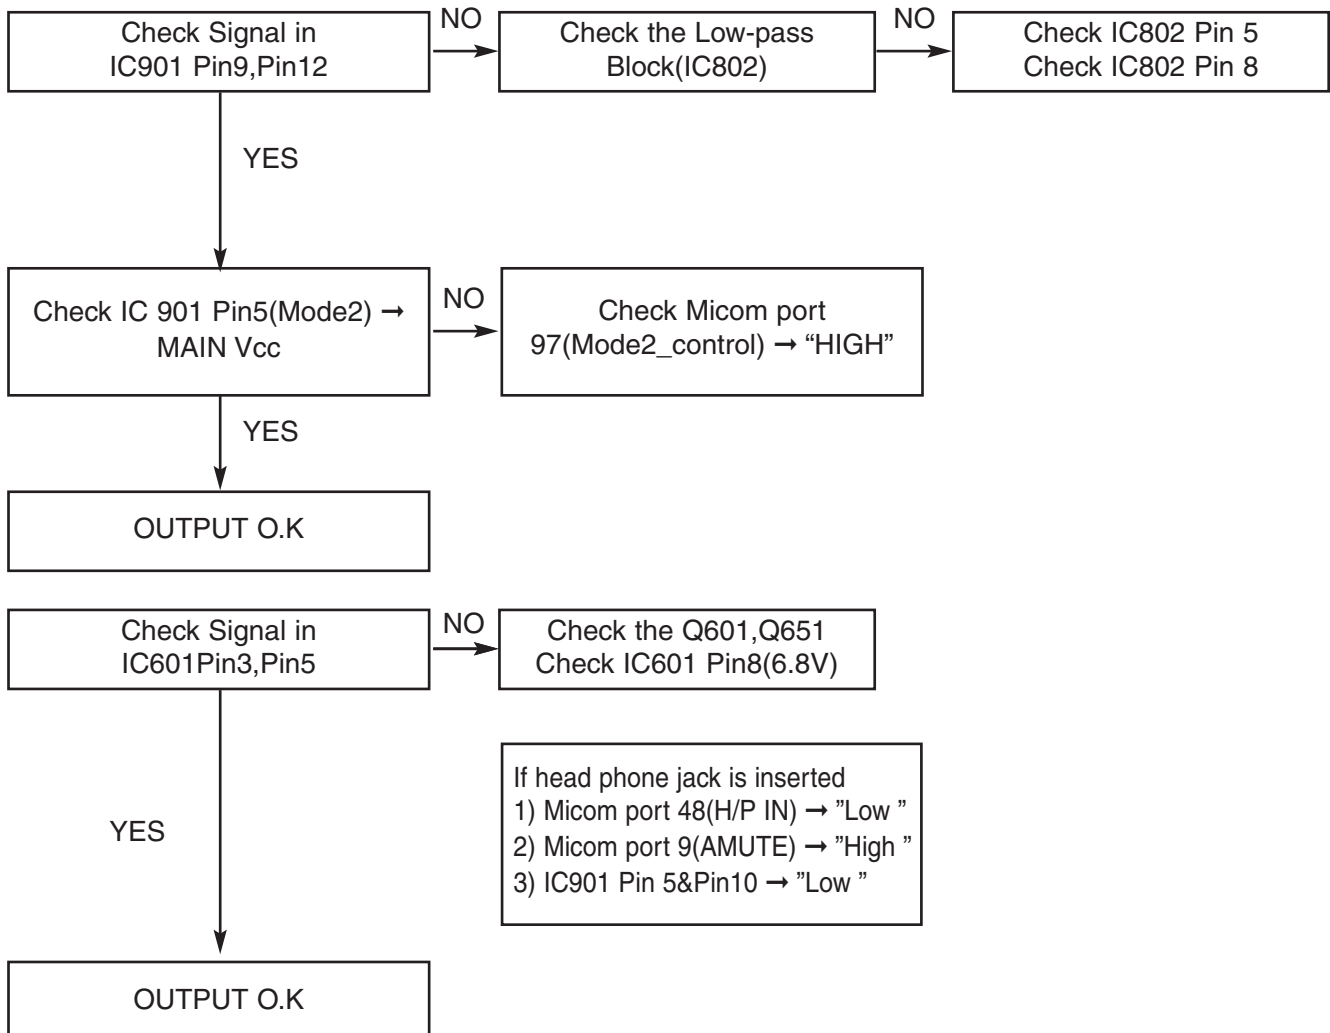 Check Signal in
IC901 Pin9,Pin12
NO
Check the Low-pass
Block(IC802)
NO
Check IC802 Pin 5
Check IC802 Pin 8
YES
Check IC 901 Pin5(Mode2) ➞
MAIN Vcc
NO
Check Micom port
97(Mode2_control) ➞ “HIGH”
YES
OUTPUT O.K
Check Signal in
IC601Pin3,Pin5
NO
Check the Q601,Q651
Check IC601 Pin8(6.8V)
If head phone jack is inserted
1) Micom port 48(H/P IN) ➞ ”Low ”
2) Micom port 9(AMUTE) ➞ ”High ”
3) IC901 Pin 5&Pin10 ➞ ”Low ”
YES
OUTPUT O.K